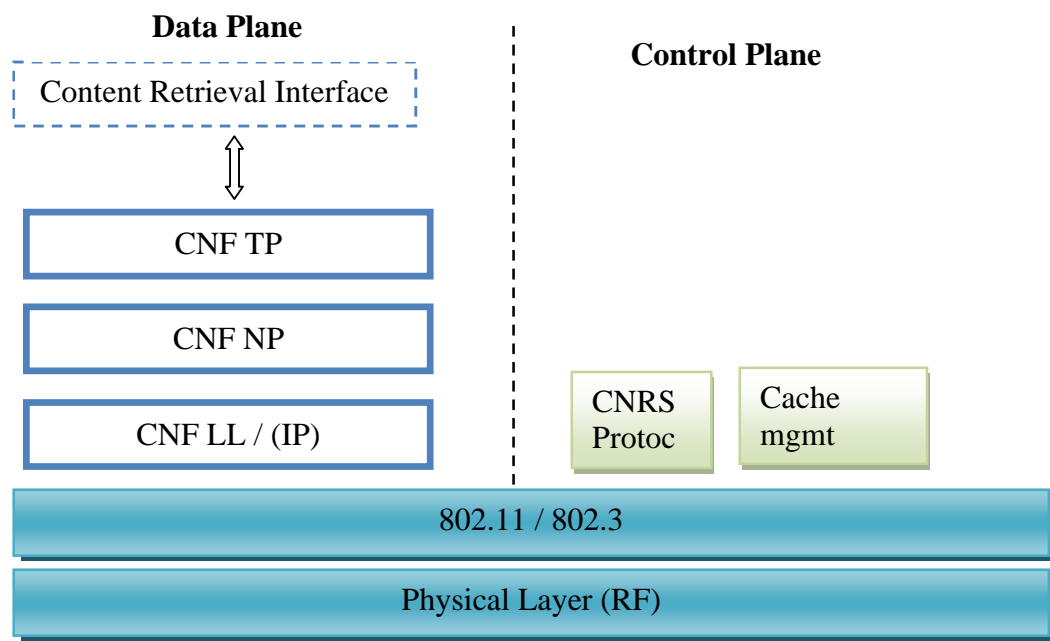 Data Plane
Control Plane
Content Retrieval Interface
CNF TP
CNF NP
CNF LL / (IP)
CNRS
Protoc
Cache
mgmt
802.11 / 802.3
Physical Layer (RF)